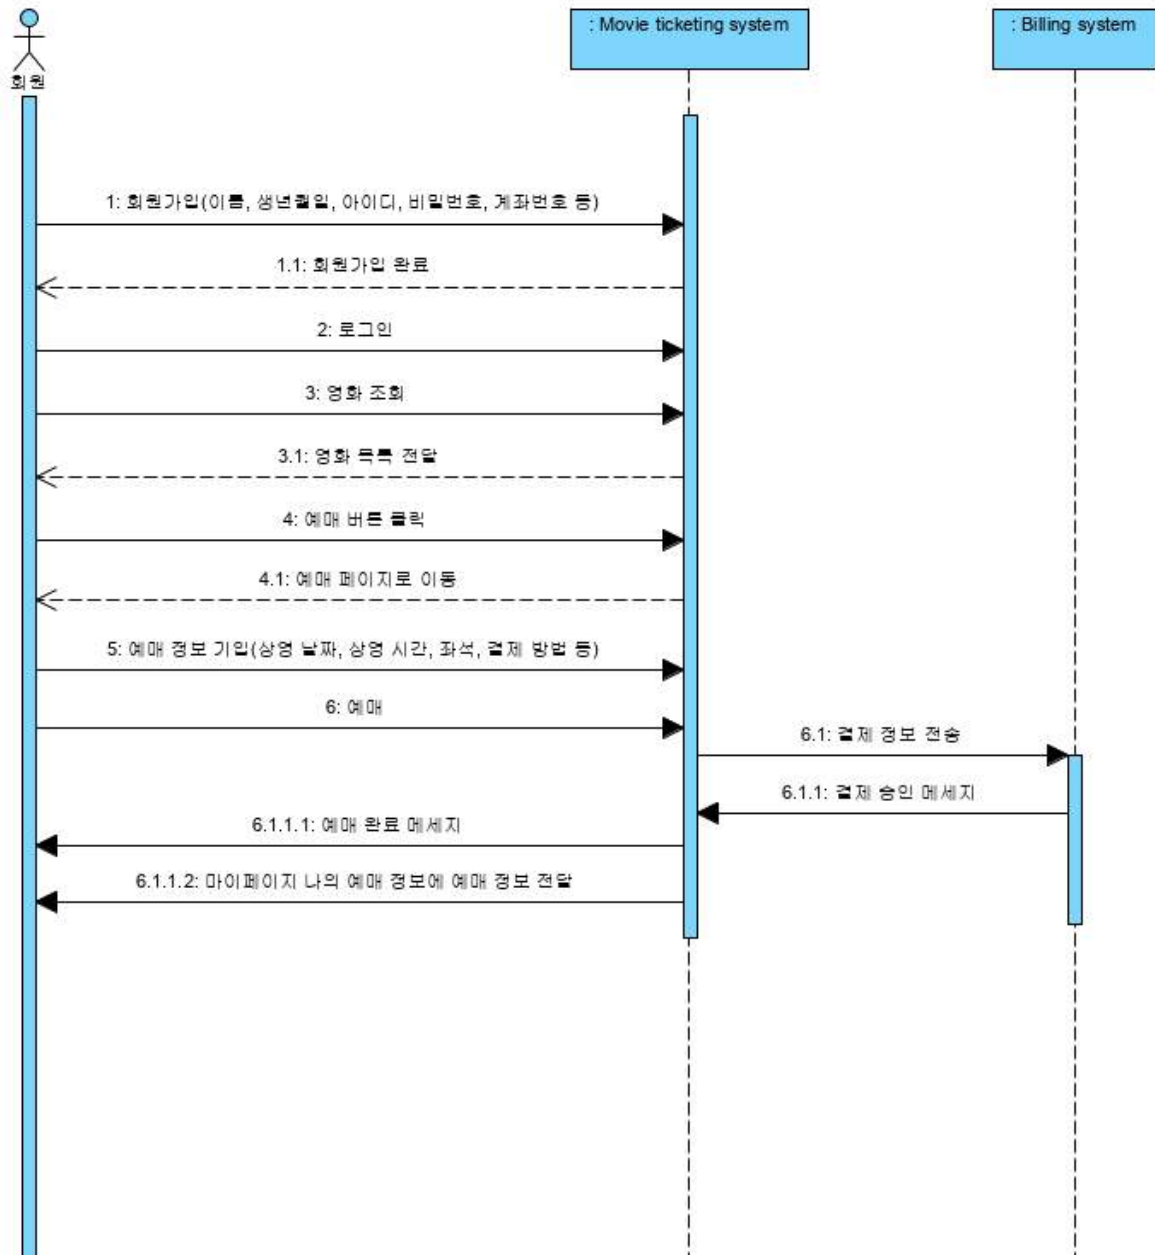 : Movie ticketing system
: Billing system
회원
1: 회원가입(이름, 생년월일, 아이디, 비밀번호, 계좌번호 등)
1.1: 회원가입 완료
2: 로그인
3: 영화 조회
3.1: 영화 목록 전달
4: 예매 버튼 클릭
4.1: 예매 페이지로 이동
5: 예매 정보 기입(상영 날짜, 상영 시간, 좌석, 결제 방법 등)
6: 예매
6.1: 결제 정보 전송
6.1.1: 결제 승인 메세지
6.1.1.1: 예매 완료 메세지
6.1.1.2: 마이페이지 나의 예매 정보에 예매 정보 전달